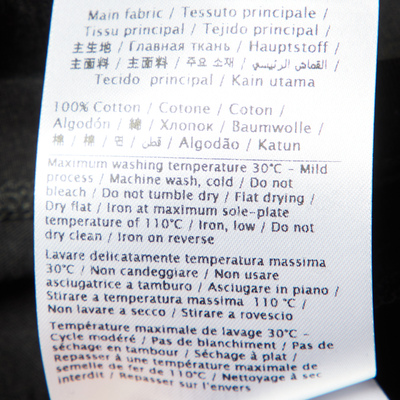 Main fabric / Tessuto principale /
Tissu principal / Tejido principal /
主生地 / Главная ткань / Hauptstoff /
主面料 / 主面料 / 주요 소재 / القماش الرئيسي /
Tecido principal / Kain utama
100% Cotton / Cotone / Coton /
Algodón / 綿 / Хлопок / Baumwolle /
棉 / 棉 / 면 / قطن / Algodão / Katun
Maximum washing temperature 30°C - Mild
process / Machine wash, cold / Do not
bleach / Do not tumble dry / Flat drying /
Dry flat / Iron at maximum sole-plate
temperature of 110°C / Iron, low / Do not
dry clean / Iron on reverse
Lavare delicatamente temperatura massima
30°C / Non candeggiare / Non usare
asciugatrice a tamburo / Asciugare in piano /
Stirare a temperatura massima 110 °C /
Non lavare a secco / Stirare a rovescio
Température maximale de lavage 30°C -
Cycle modéré / Pas de blanchiment / Pas de
séchage en tambour / Séchage à plat /
Repasser à une température maximale de
semelle de fer de 110°C / Nettoyage à sec
interdit / Repasser sur l'envers